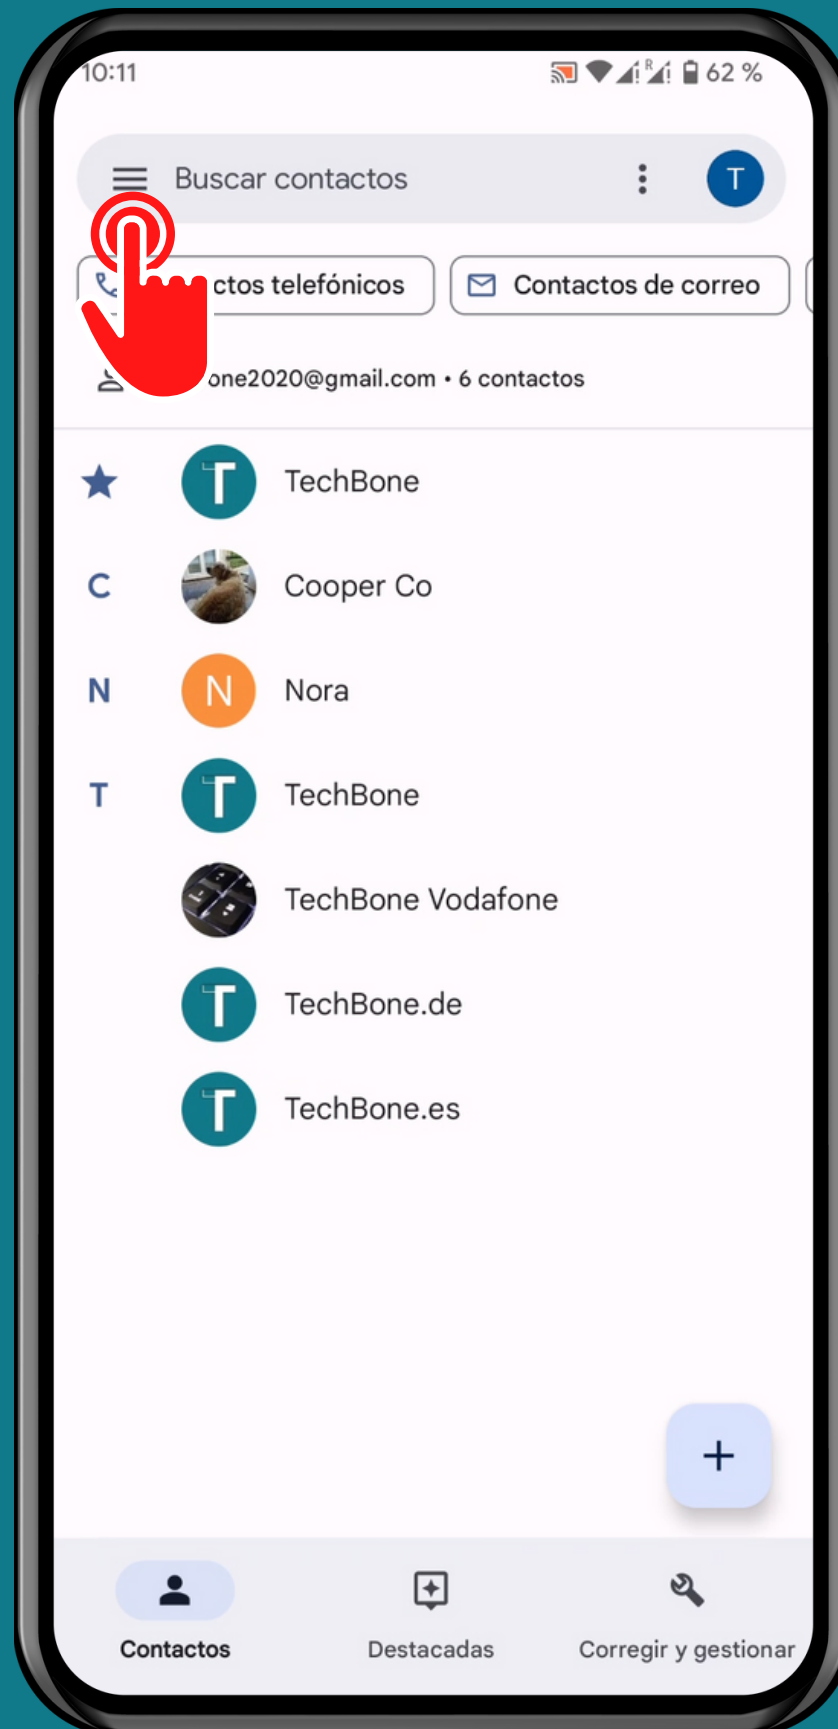 10:11 R 62 %
Buscar contactos T
ctos telefónicos Contactos de correo
one2020@gmail.com • 6 contactos
T TechBone
C Cooper Co
N N Nora
T T TechBone
TechBone Vodafone
T TechBone.de
T TechBone.es
+
Contactos Destacadas Corregir y gestionar